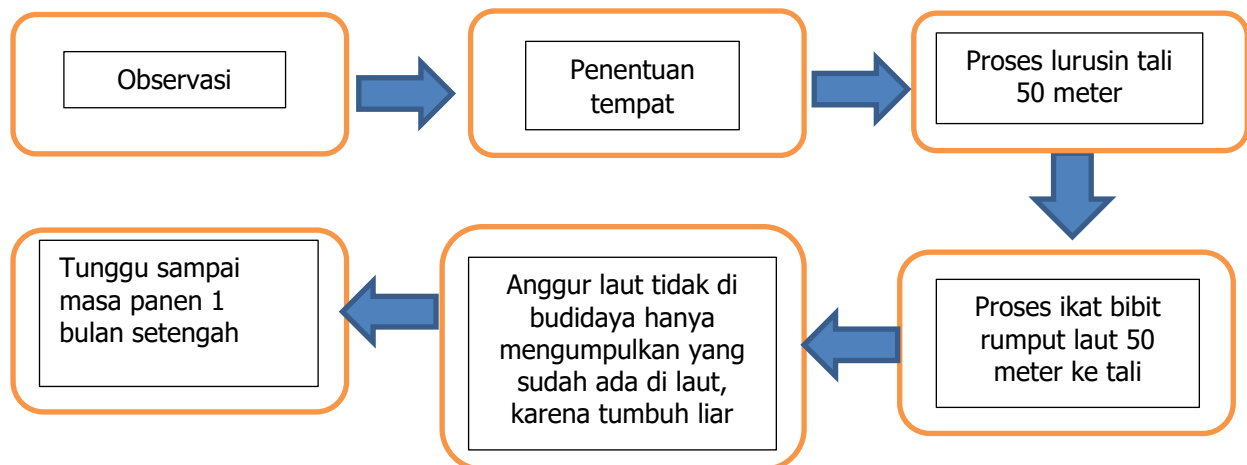 Observasi
Penentuan
tempat
Proses lurusin tali
50 meter
Proses ikat bibit
rumput laut 50
meter ke tali
Anggur laut tidak di
budidaya hanya
mengumpulkan yang
sudah ada di laut,
karena tumbuh liar
Tunggu sampai
masa panen 1
bulan setengah